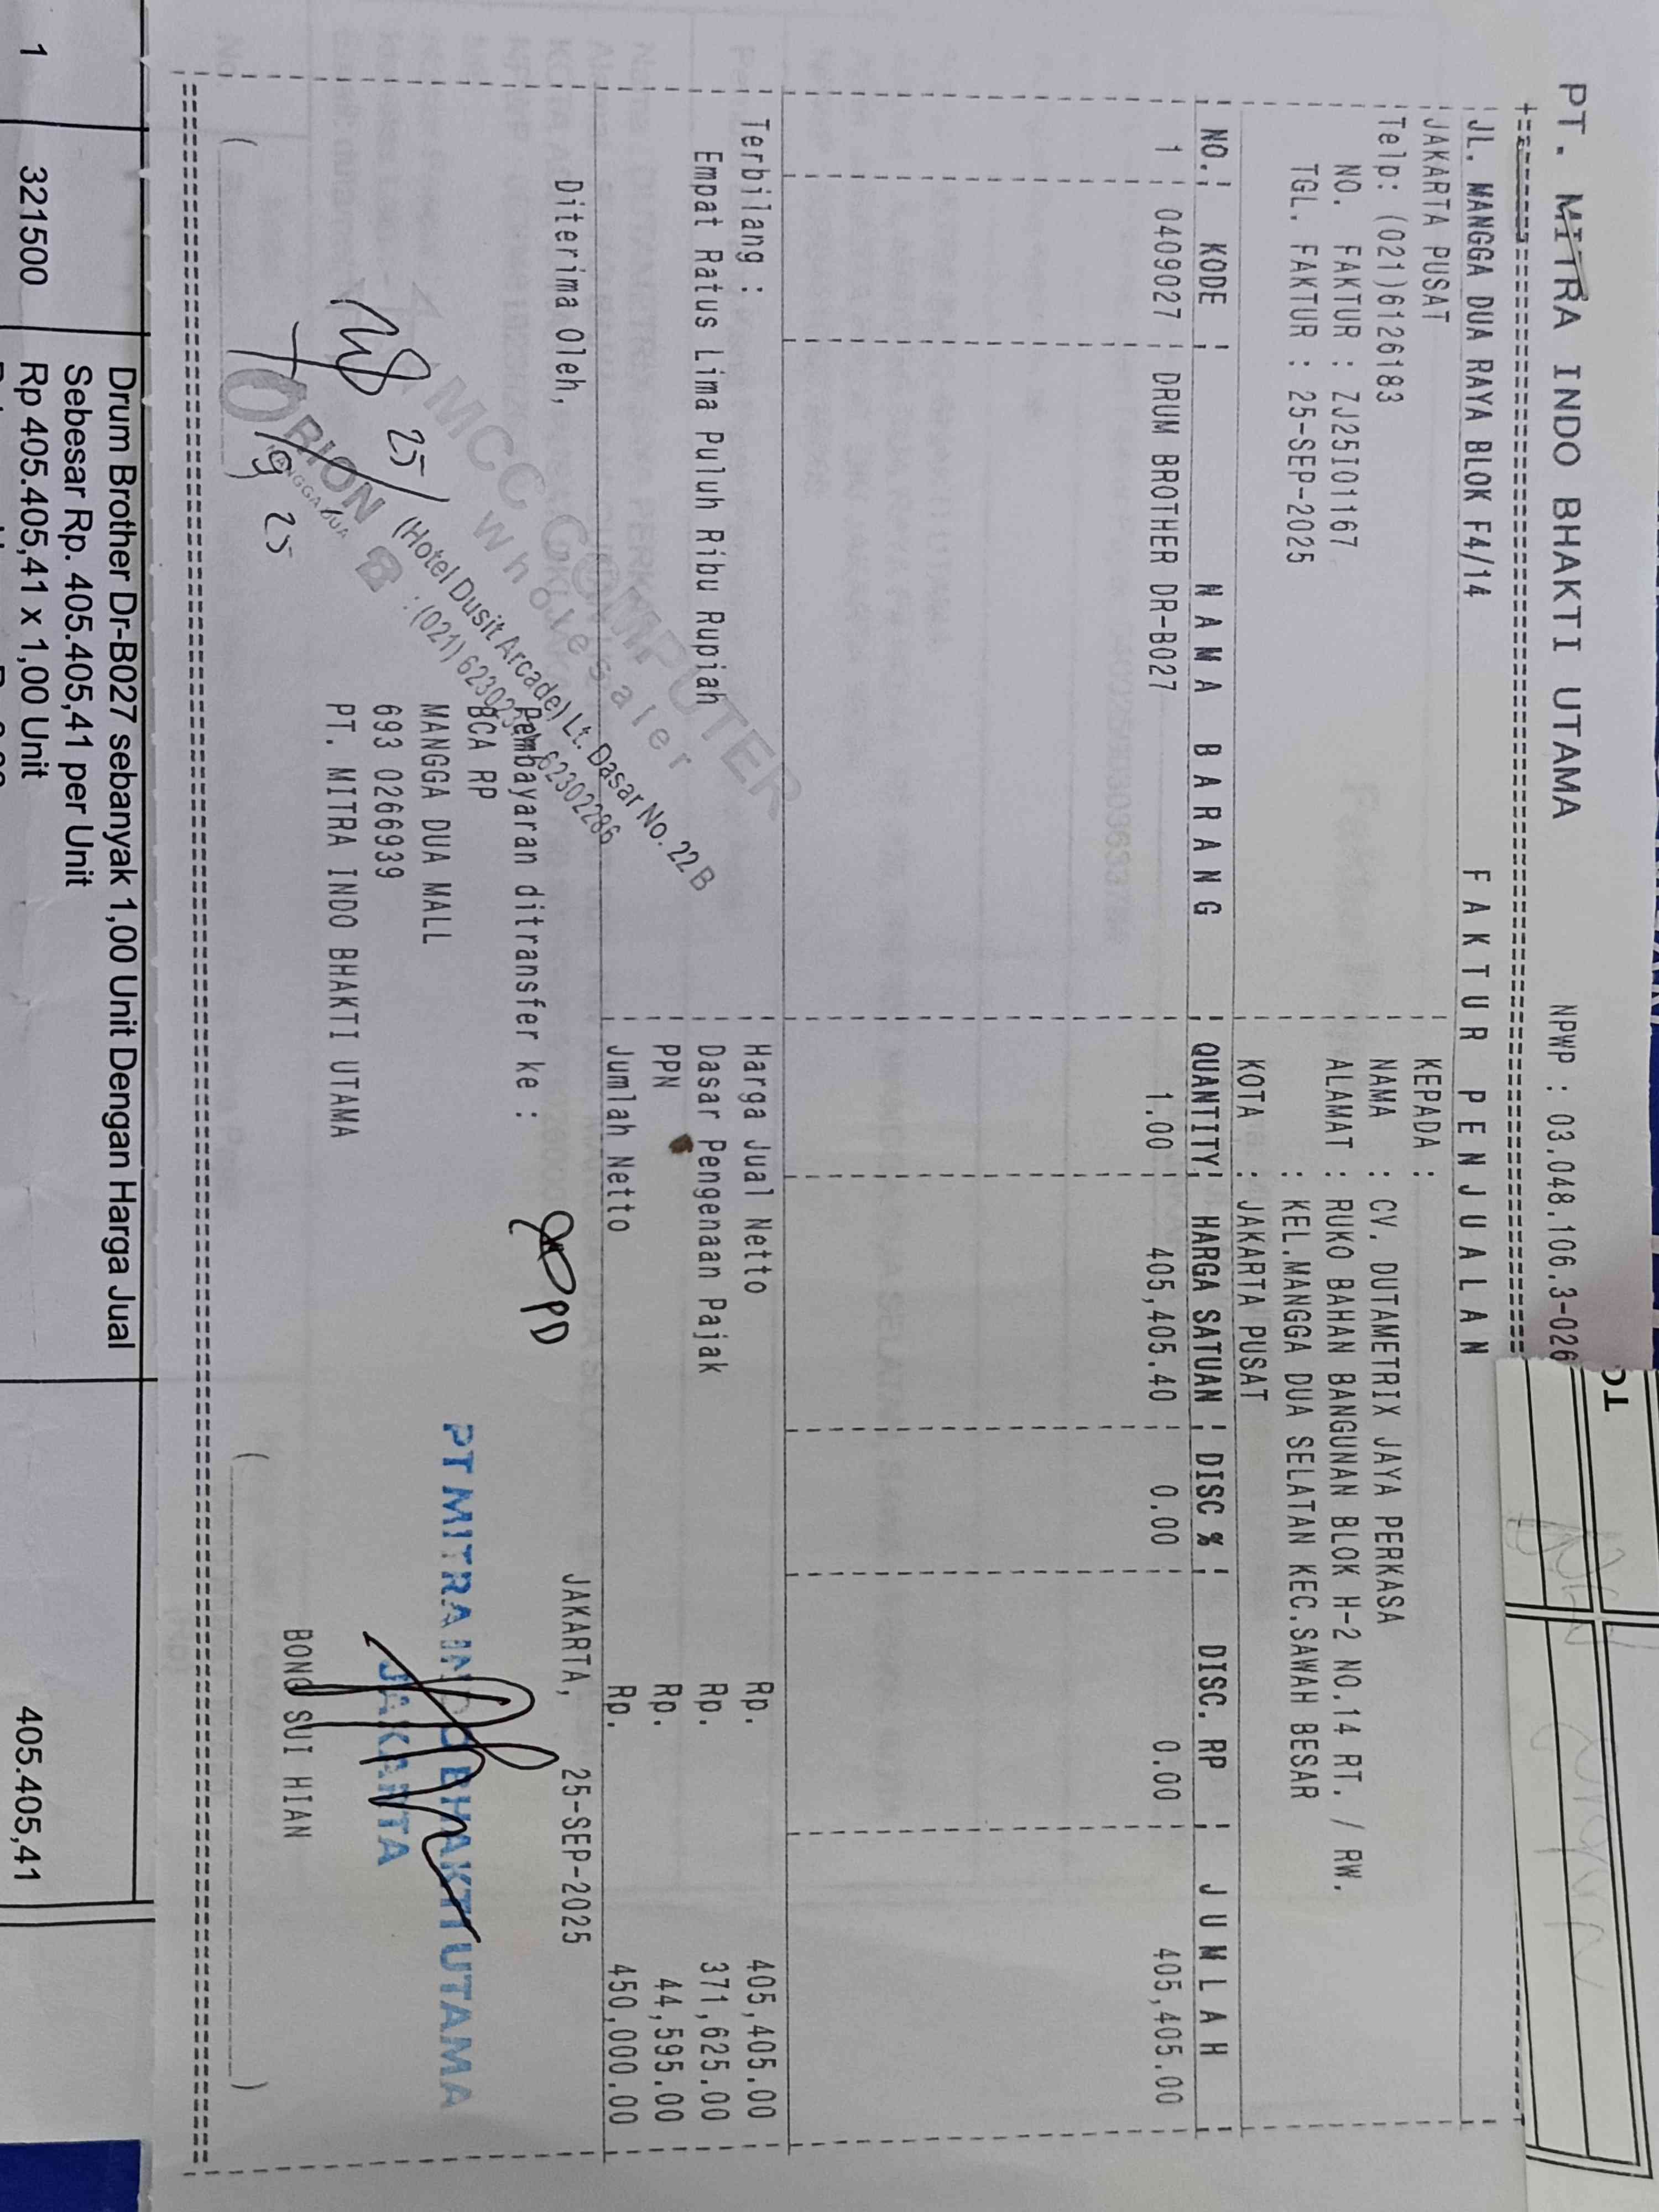 PT. MITRA INDO BHAKTI UTAMA NPWP : 03.048.106.3-026
JL. MANGGA DUA RAYA BLOK F4/14 F A K T U R P E N J U A L A N
JAKARTA PUSAT KEPADA :
Telp: (021)6126183 NAMA : CV. DUTAMETRIX JAYA PERKASA
NO. FAKTUR : ZJ25I01167 ALAMAT : RUKO BAHAN BANGUNAN BLOK H-2 NO.14 RT. / RW.
TGL. FAKTUR : 25-SEP-2025 : KEL.MANGGA DUA SELATAN KEC.SAWAH BESAR
KOTA : JAKARTA PUSAT
NO. KODE N A M A B A R A N G QUANTITY HARGA SATUAN DISC % DISC. RP J U M L A H
1 0409027 DRUM BROTHER DR-B027 1.00 405,405.40 0.00 0.00 405,405.00
Terbilang : Harga Jual Netto Rp. 405,405.00
Empat Ratus Lima Puluh Ribu Rupiah Dasar Pengenaan Pajak Rp. 371,625.00
PPN Rp. 44,595.00
Jumlah Netto Rp. 450,000.00
Diterima Oleh, JAKARTA, 25-SEP-2025
Pembayaran ditransfer ke :
BCA RP
MANGGA DUA MALL
693 0266939
PT. MITRA INDO BHAKTI UTAMA
PD
MCC COMPUTER
Wholesaler
(Hotel Dusit Arcade) Lt. Dasar No. 22 B
ORION
MANGGA DUA
25/9 25
PT MITRA INDO BHAKTI UTAMA
JAKARTA
BONG SUI HIAN
Drum Brother Dr-B027 sebanyak 1,00 Unit Dengan Harga Jual
Sebesar Rp. 405.405,41 per Unit
1 321500 Rp 405.405,41 x 1,00 Unit 405.405,41